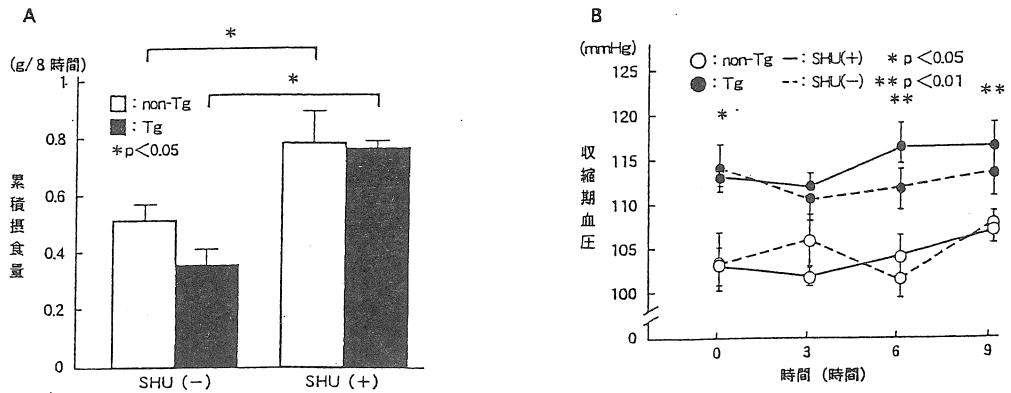 A
(g/8 時間)
1.
0.8
0.6
0.4
0.2
0
累積摂食量
□ : non-Tg
■ : Tg
* p<0.05
*
*
SHU (−)
SHU (+)
B
(mmHg)
125
120
115
110
105
100
0
収縮期血圧
○ : non-Tg — : SHU(+) * p<0.05
● : Tg --- : SHU(−) ** p<0.01
*
**
**
0 3 6 9
時間 (時間)